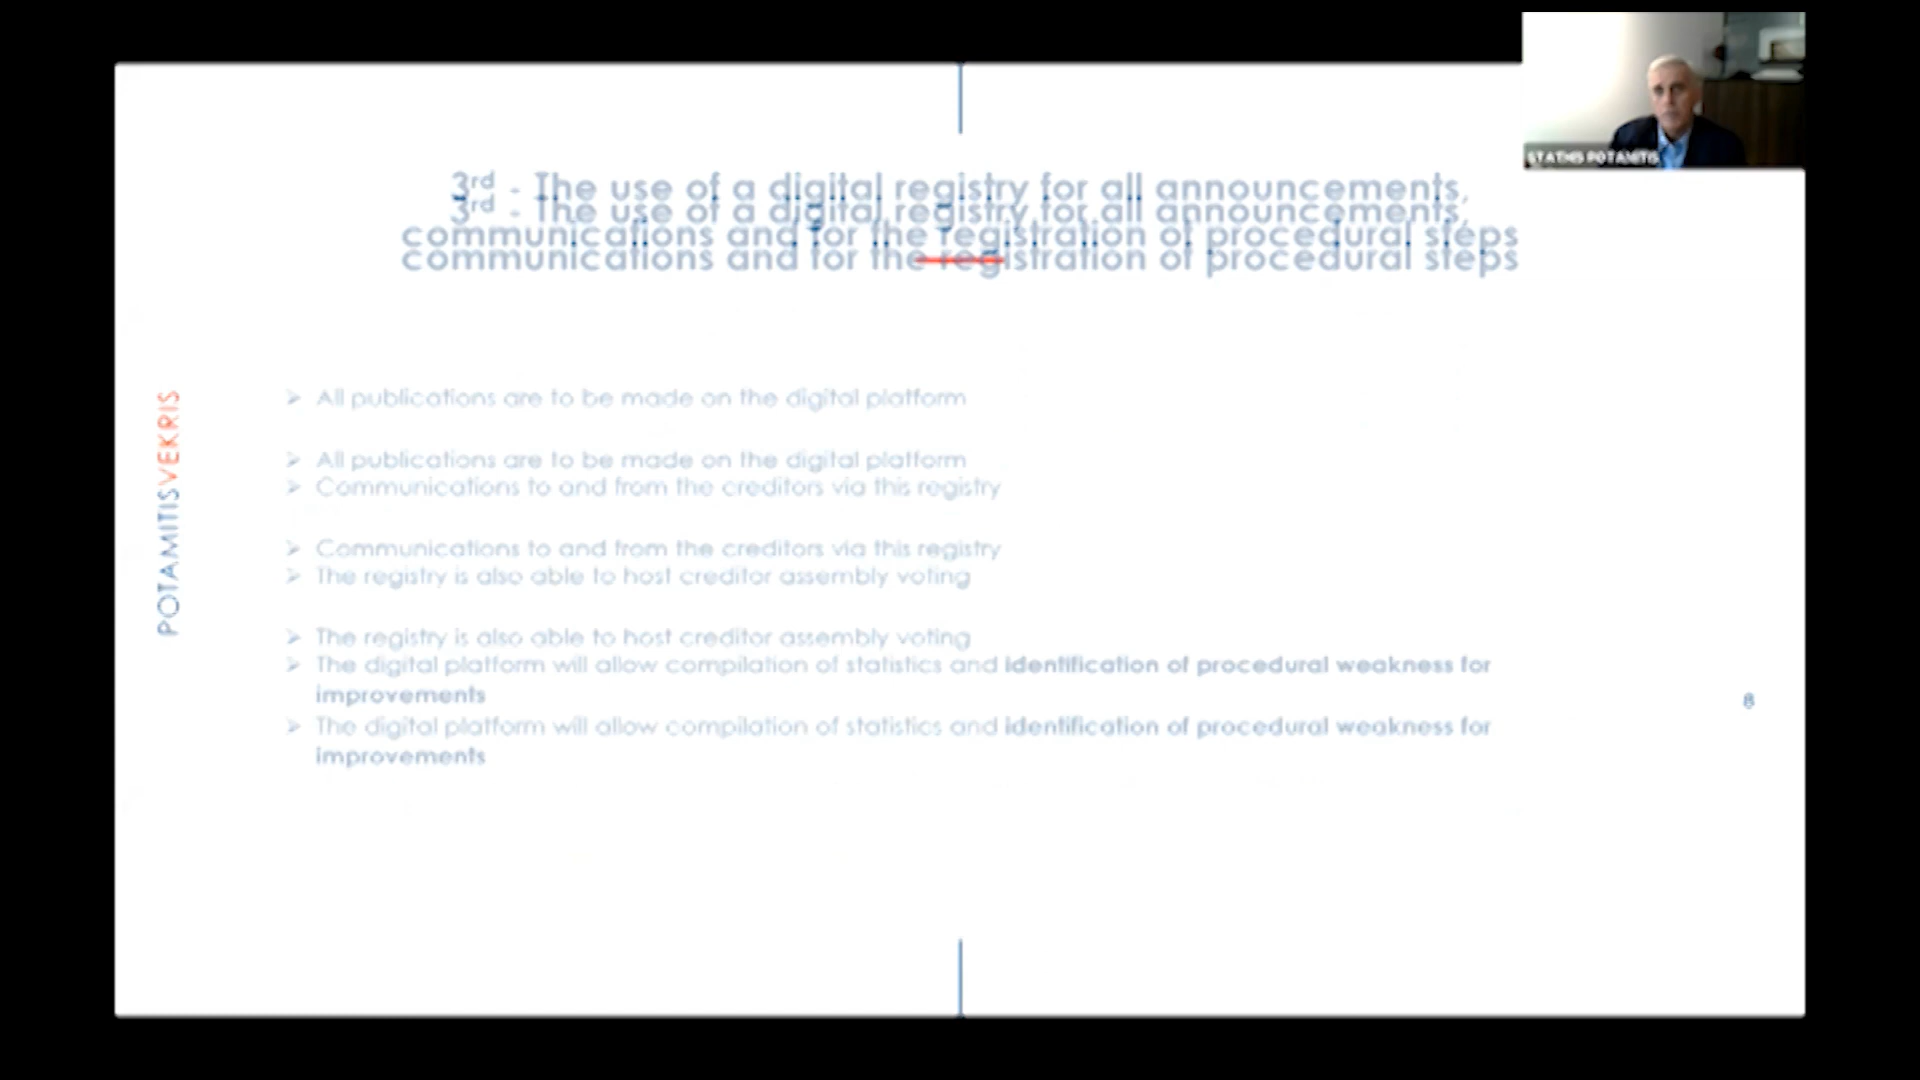 3rd - The use of a digital registry for all announcements,
3rd - The use of a digital registry for all announcements,
communications and for the registration of procedural steps
communications and for the registration of procedural steps
➢ All publications are to be made on the digital platform
➢ All publications are to be made on the digital platform
➢ Communications to and from the creditors via this registry
➢ Communications to and from the creditors via this registry
➢ The registry is also able to host creditor assembly voting
➢ The registry is also able to host creditor assembly voting
➢ The digital platform will allow compilation of statistics and identification of procedural weakness for
improvements
➢ The digital platform will allow compilation of statistics and identification of procedural weakness for
improvements
POTAMITISVEKRIS
8
STATHIS POTAMITIS